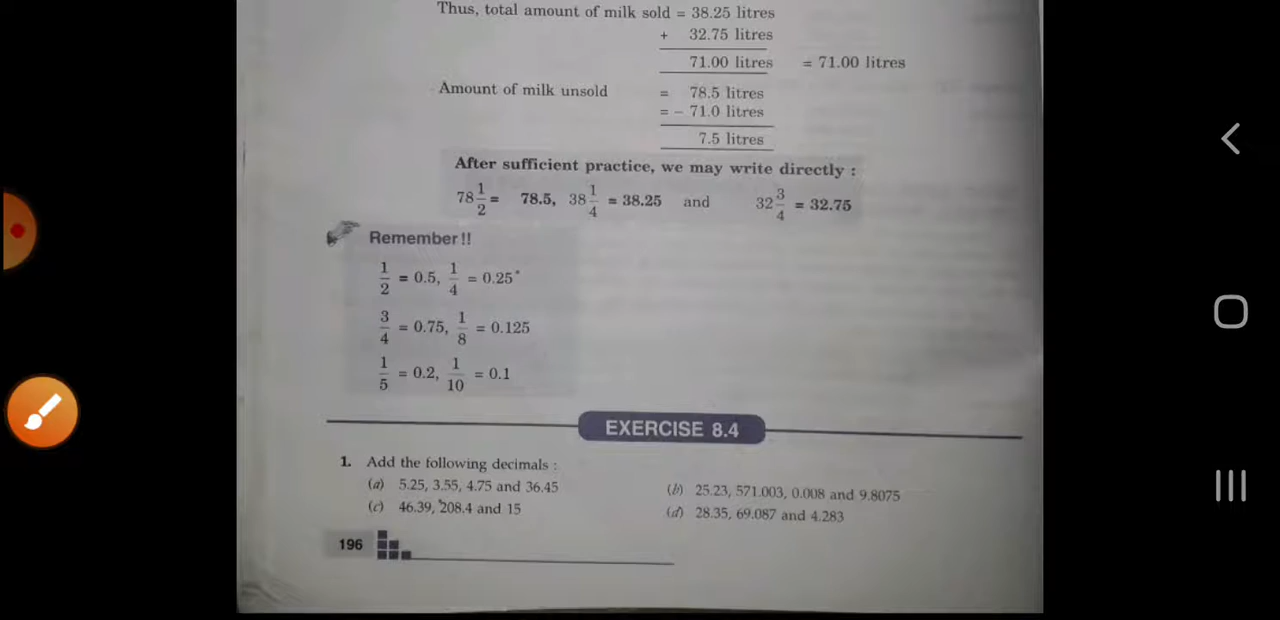 Thus, total amount of milk sold = 38.25 litres
+ 32.75 litres
71.00 litres = 71.00 litres
Amount of milk unsold = 78.5 litres
= – 71.0 litres
7.5 litres
After sufficient practice, we may write directly :
78 1/2 = 78.5, 38 1/4 = 38.25 and 32 3/4 = 32.75
Remember !!
1/2 = 0.5, 1/4 = 0.25
3/4 = 0.75, 1/8 = 0.125
1/5 = 0.2, 1/10 = 0.1
EXERCISE 8.4
1. Add the following decimals :
(a) 5.25, 3.55, 4.75 and 36.45 (b) 25.23, 571.003, 0.008 and 9.8075
(c) 46.39, 208.4 and 15 (d) 28.35, 69.087 and 4.283
196